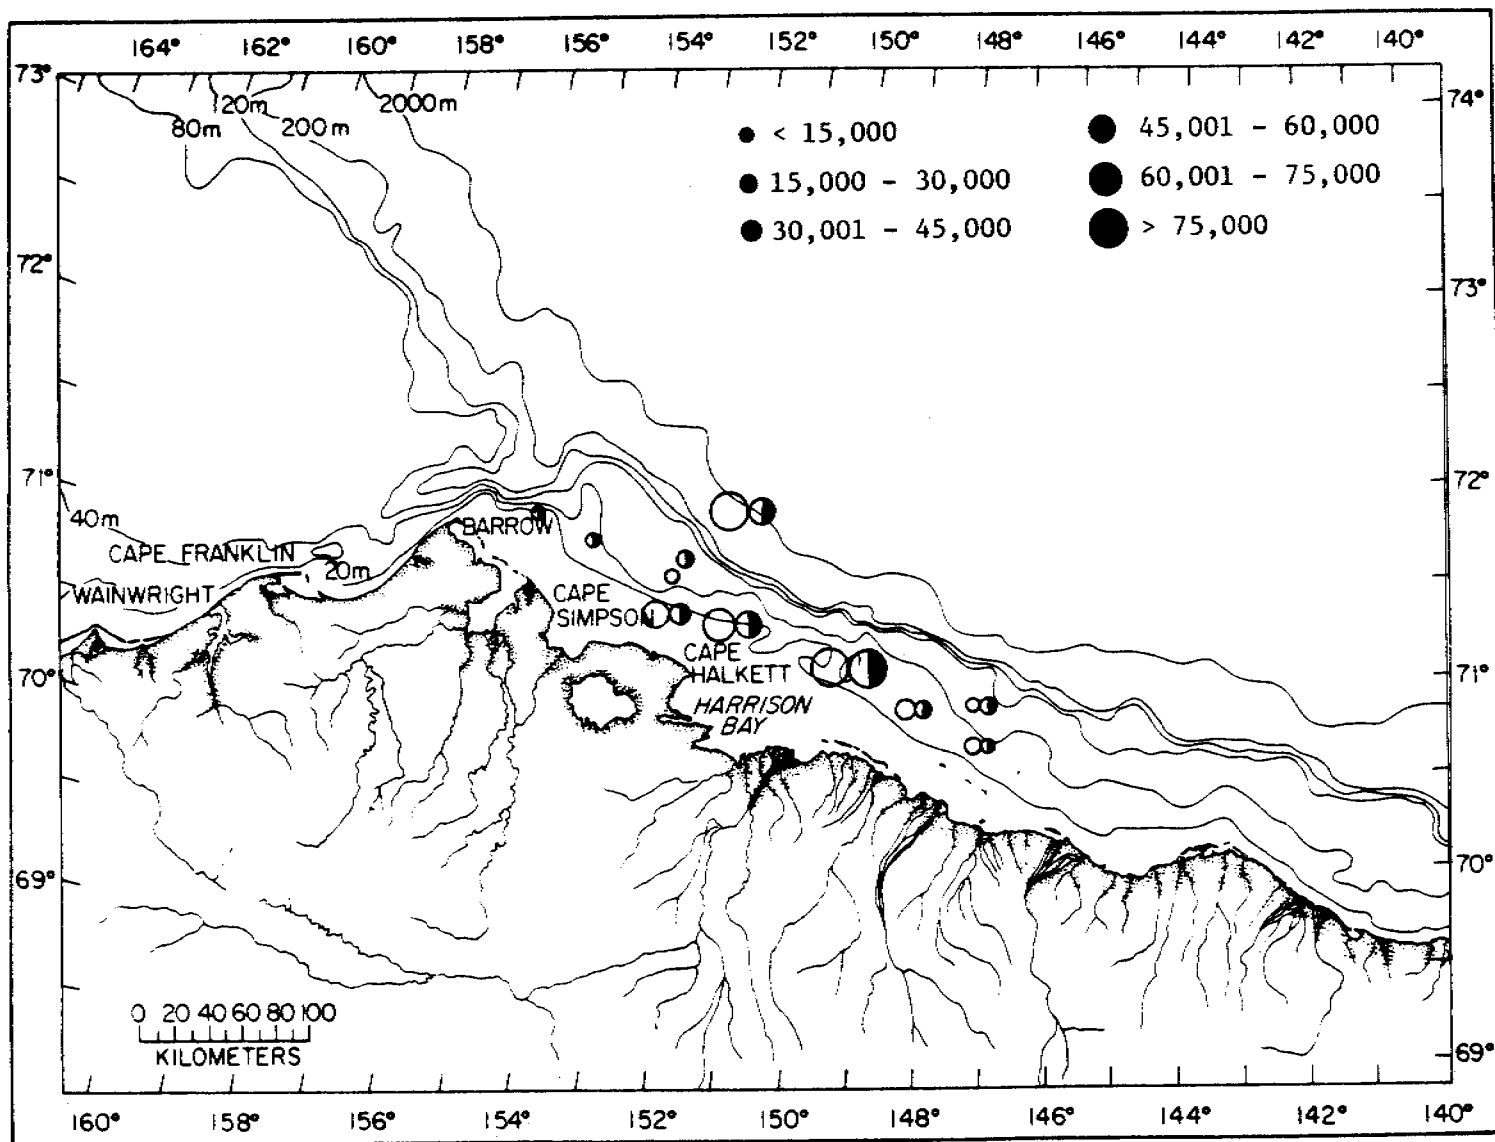 164° 162° 160° 158° 156° 154° 152° 150° 148° 146° 144° 142° 140°
73°
74°
120m
2000m
80m
200m
< 15,000
45,001 - 60,000
15,000 - 30,000
60,001 - 75,000
30,001 - 45,000
> 75,000
72°
73°
71°
72°
40m
BARROW
CAPE FRANKLIN
20m
WAINWRIGHT
CAPE
SIMPSON
CAPE
HALKETT
70°
71°
HARRISON
BAY
69°
70°
0 20 40 60 80 100
KILOMETERS
69°
160° 158° 156° 154° 152° 150° 148° 146° 144° 142° 140°